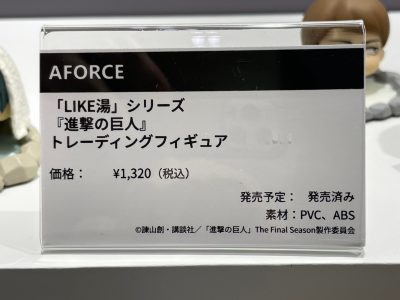 AFORCE
「LIKE湯」シリーズ
『進撃の巨人』
トレーディングフィギュア
価格： ¥1,320（税込）
発売予定： 発売済み
素材：PVC、ABS
©諫山創・講談社／「進撃の巨人」The Final Season製作委員会